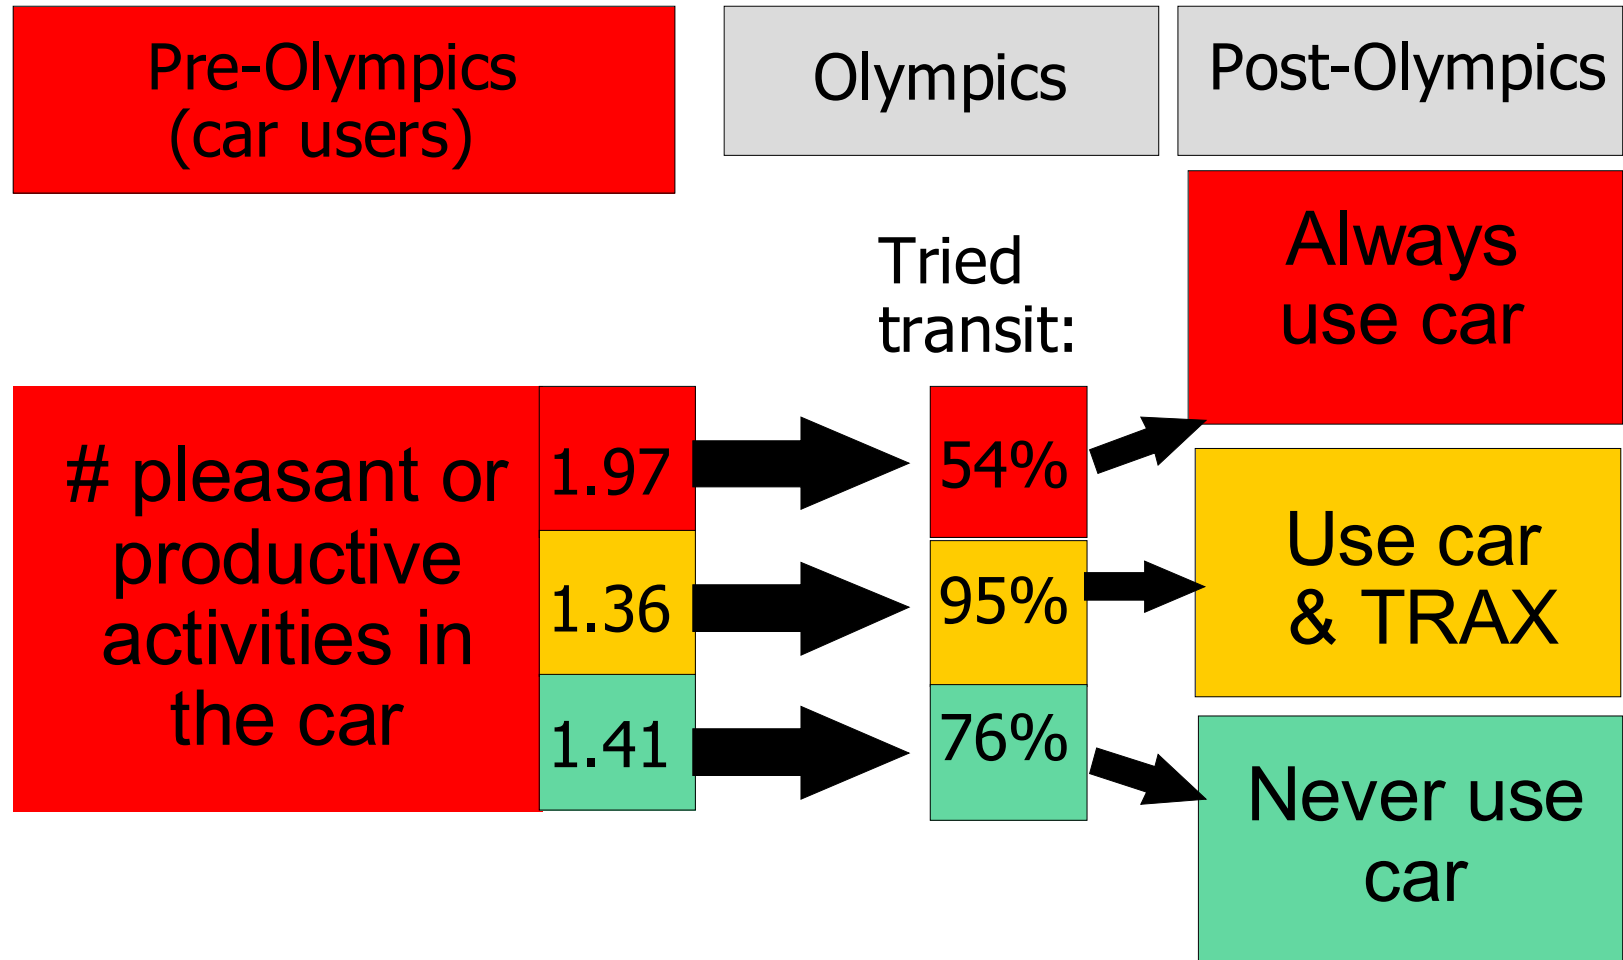 Pre-Olympics
(car users)
Olympics
Post-Olympics
Tried
transit:
Always
use car
# pleasant or
productive
activities in
the car
1.97
54%
1.36
95%
Use car
& TRAX
1.41
76%
Never use
car